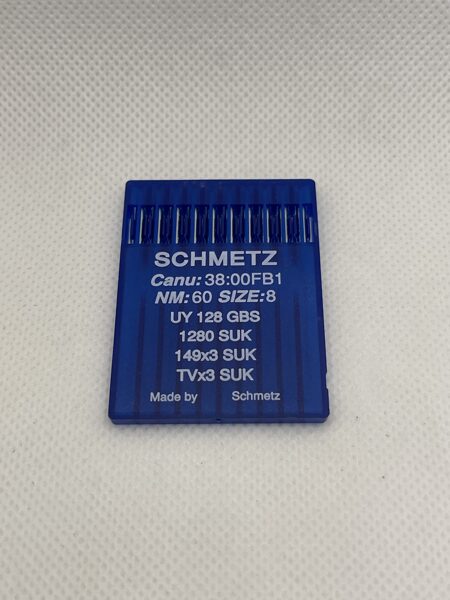 SCHMETZ
Canu: 38:00FB1
NM: 60 SIZE: 8
UY 128 GBS
1280 SUK
149x3 SUK
TVx3 SUK
Made by Schmetz